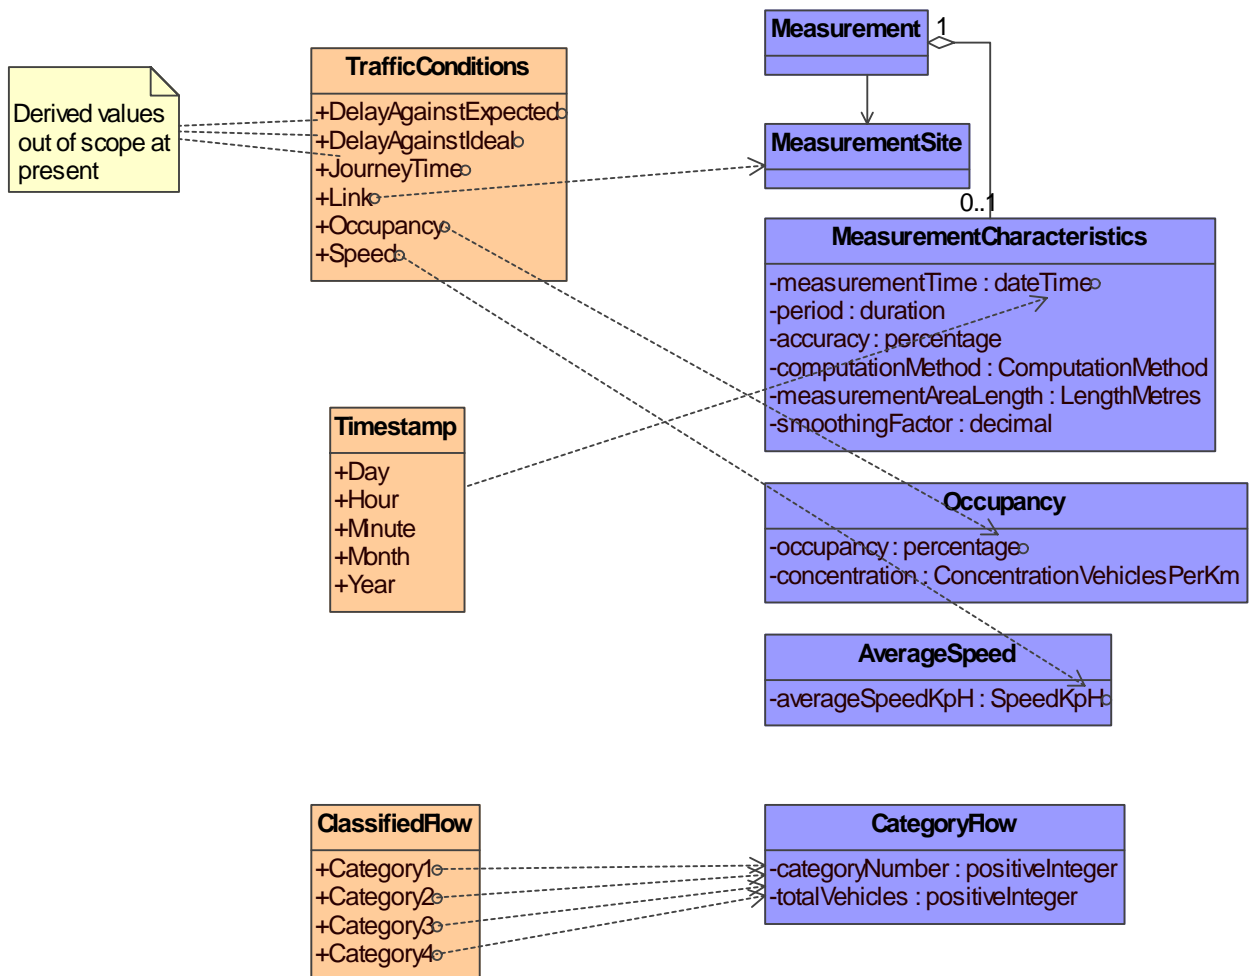 Derived values
out of scope at
present
TrafficConditions
+DelayAgainstExpected
+DelayAgainstIdeal
+JourneyTime
+Link
+Occupancy
+Speed
Timestamp
+Day
+Hour
+Minute
+Month
+Year
ClassifiedFlow
+Category1
+Category2
+Category3
+Category4
Measurement
1
MeasurementSite
0..1
MeasurementCharacteristics
-measurementTime : dateTime
-period : duration
-accuracy : percentage
-computationMethod : ComputationMethod
-measurementAreaLength : LengthMetres
-smoothingFactor : decimal
Occupancy
-occupancy : percentage
-concentration : ConcentrationVehiclesPerKm
AverageSpeed
-averageSpeedKpH : SpeedKpH
CategoryFlow
-categoryNumber : positiveInteger
-totalVehicles : positiveInteger